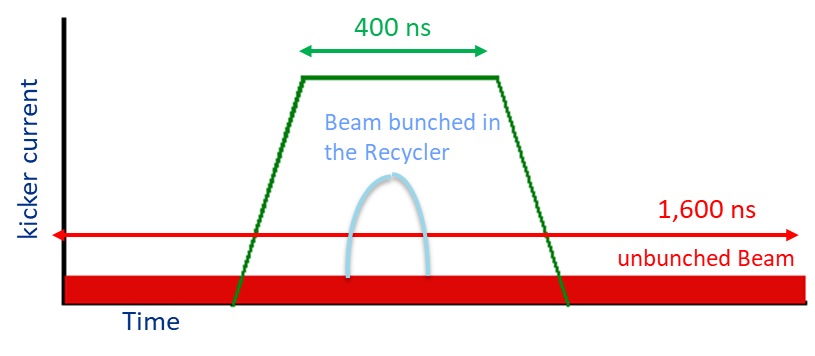 400 ns
Beam bunched in
the Recycler
kicker current
1,600 ns
unbunched Beam
Time